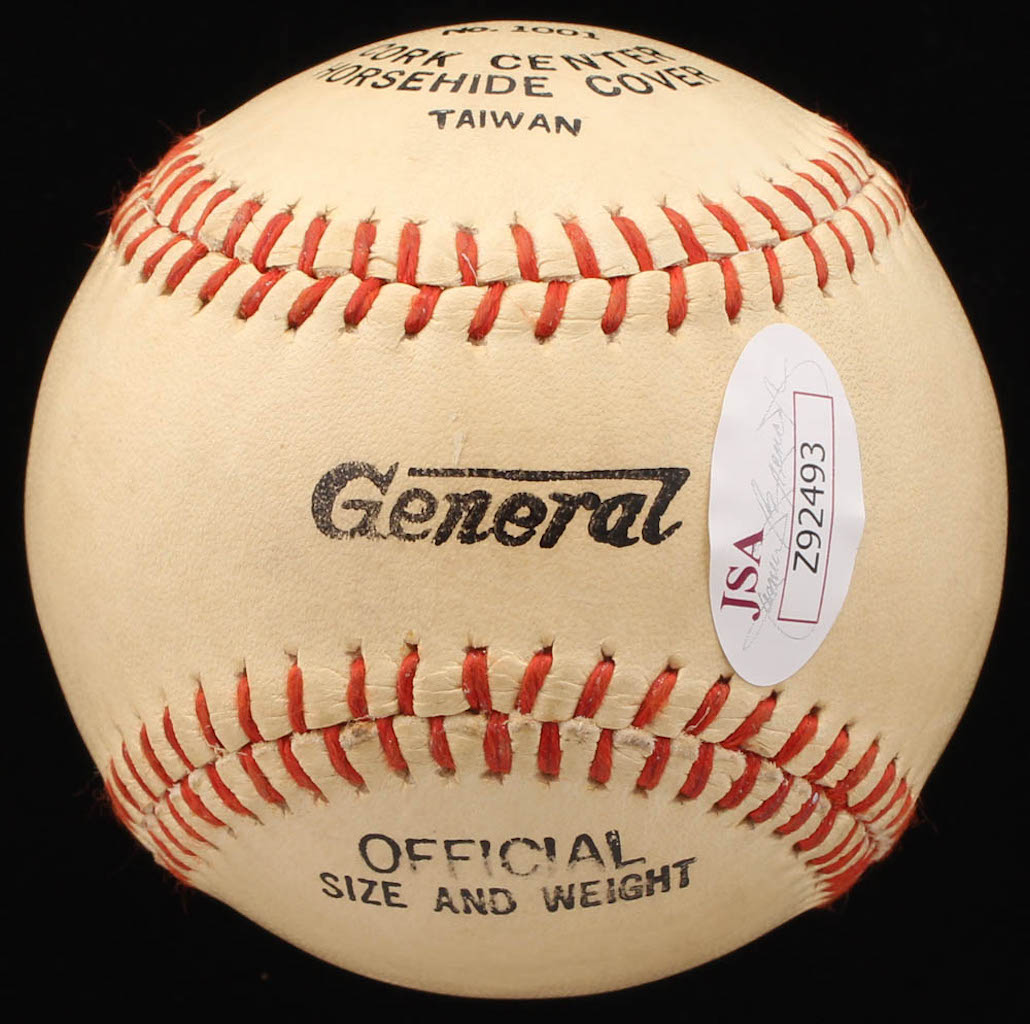 No. 1001
CORK CENTER
HORSEHIDE COVER
TAIWAN
General
JSA
Z92493
OFFICIAL
SIZE AND WEIGHT